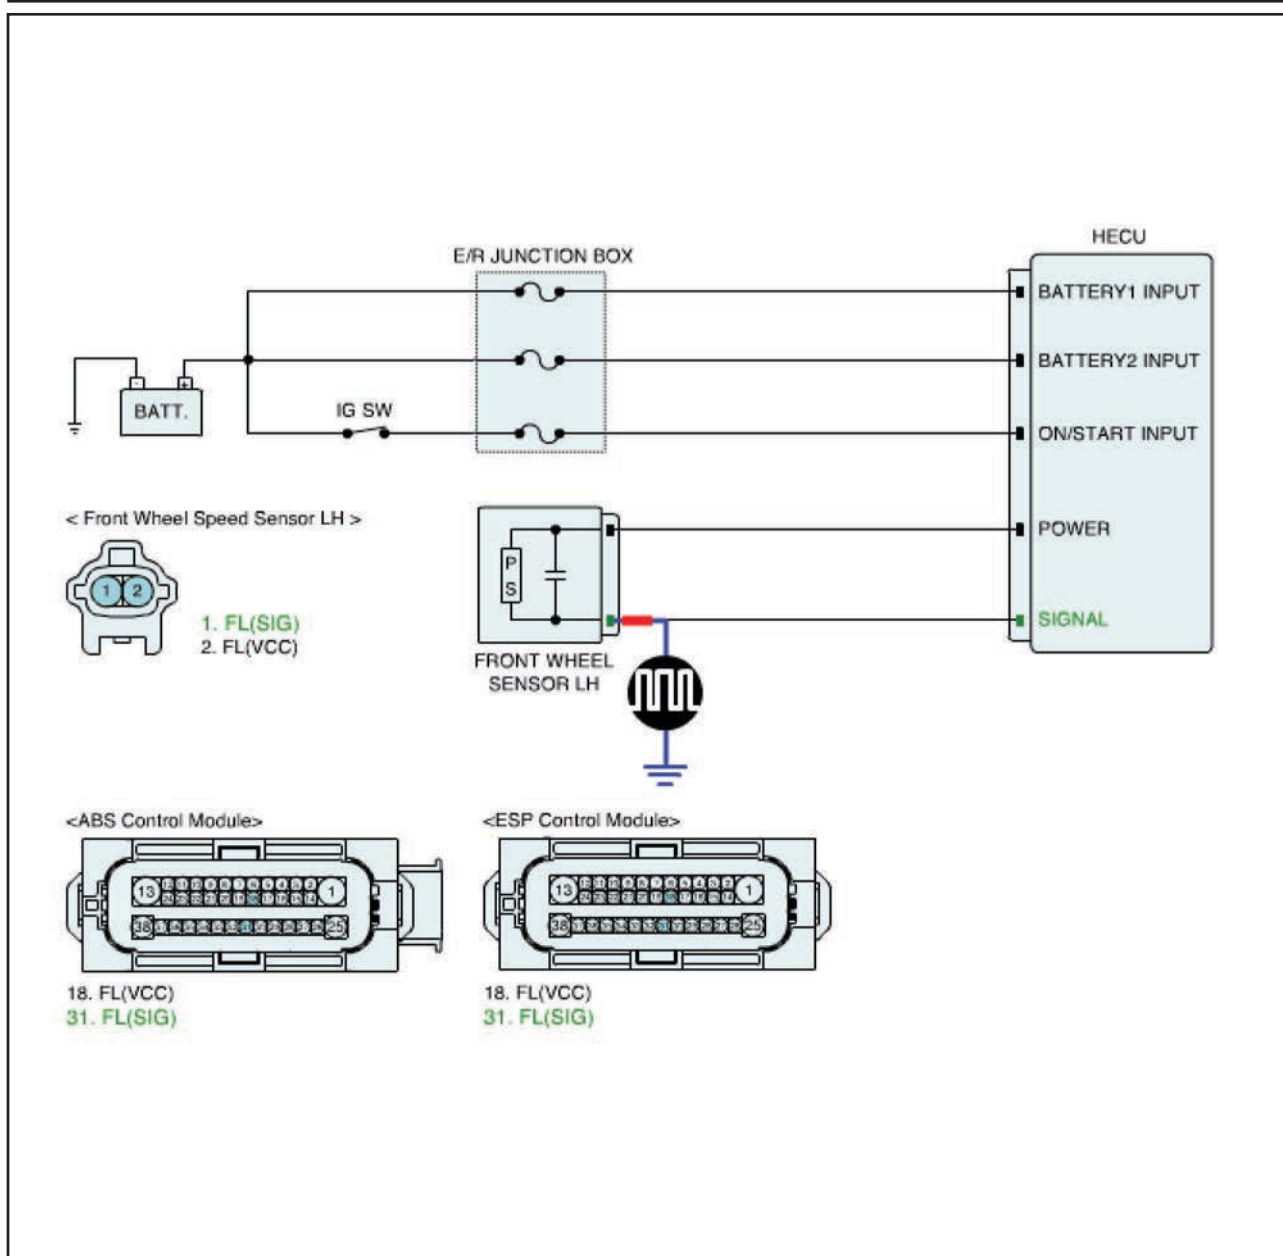 HECU
E/R JUNCTION BOX
BATTERY1 INPUT
BATTERY2 INPUT
- +
BATT.
IG SW
ON/START INPUT
< Front Wheel Speed Sensor LH >
POWER
P
S
1 2
1. FL(SIG)
2. FL(VCC)
SIGNAL
FRONT WHEEL
SENSOR LH
<ABS Control Module>
<ESP Control Module>
13 1
38 25
13 1
38 25
18. FL(VCC)
31. FL(SIG)
18. FL(VCC)
31. FL(SIG)